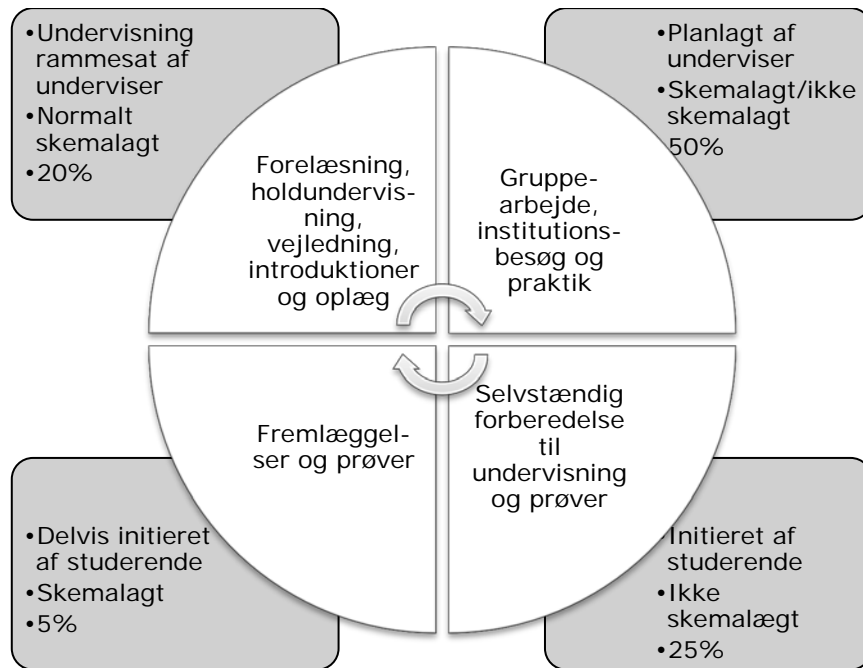 •Undervisning
rammesat af
underviser
•Normalt
skemalagt
•20%
•Planlagt af
underviser
•Skemalagt/ikke
skemalagt
50%
Forelæsning,
holdundervis-
ning,
vejledning,
introduktioner
og oplæg
Gruppe-
arbejde,
institutions-
besøg og
praktik
Fremlæggel-
ser og prøver
Selvstændig
forberedelse
til
undervisning
og prøver
•Delvis initieret
af studerende
•Skemalagt
•5%
•Initieret af
studerende
•Ikke
skemalægt
•25%